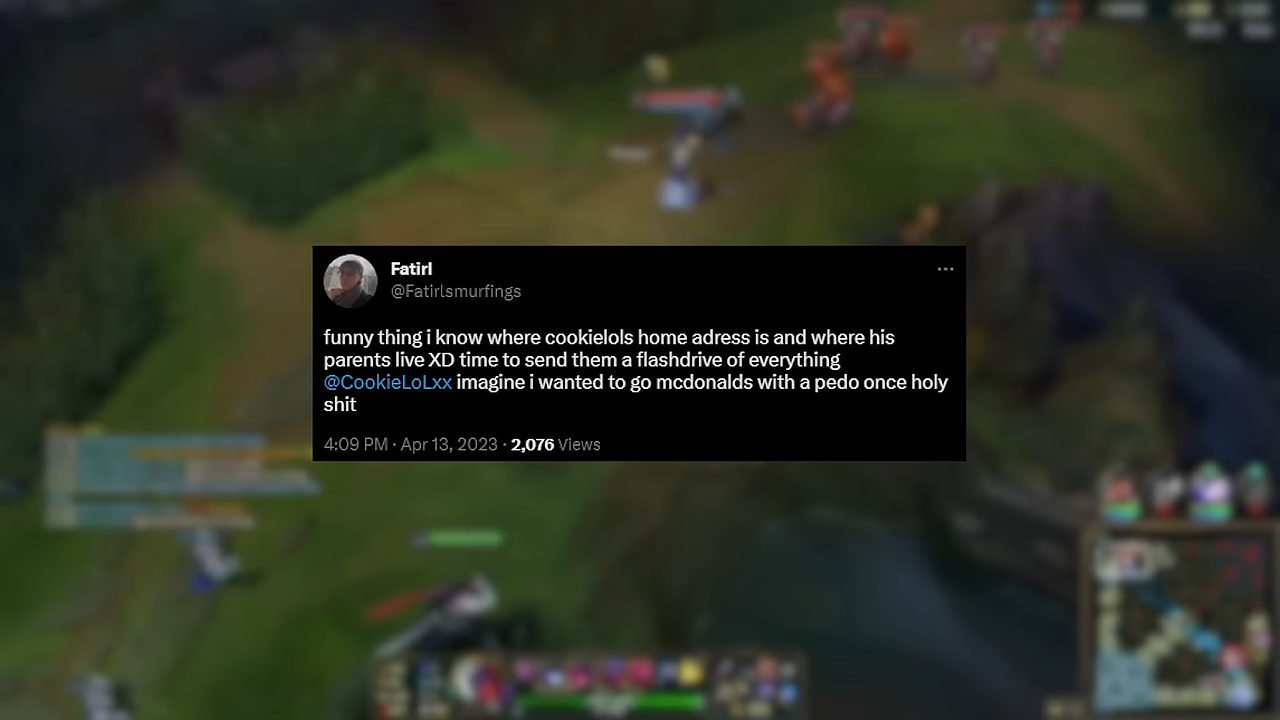 Fatirl
@Fatirlsmurfings
funny thing i know where cookielols home adress is and where his
parents live XD time to send them a flashdrive of everything
@CookieLoLxx imagine i wanted to go mcdonalds with a pedo once holy
shit
4:09 PM · Apr 13, 2023 · 2,076 Views